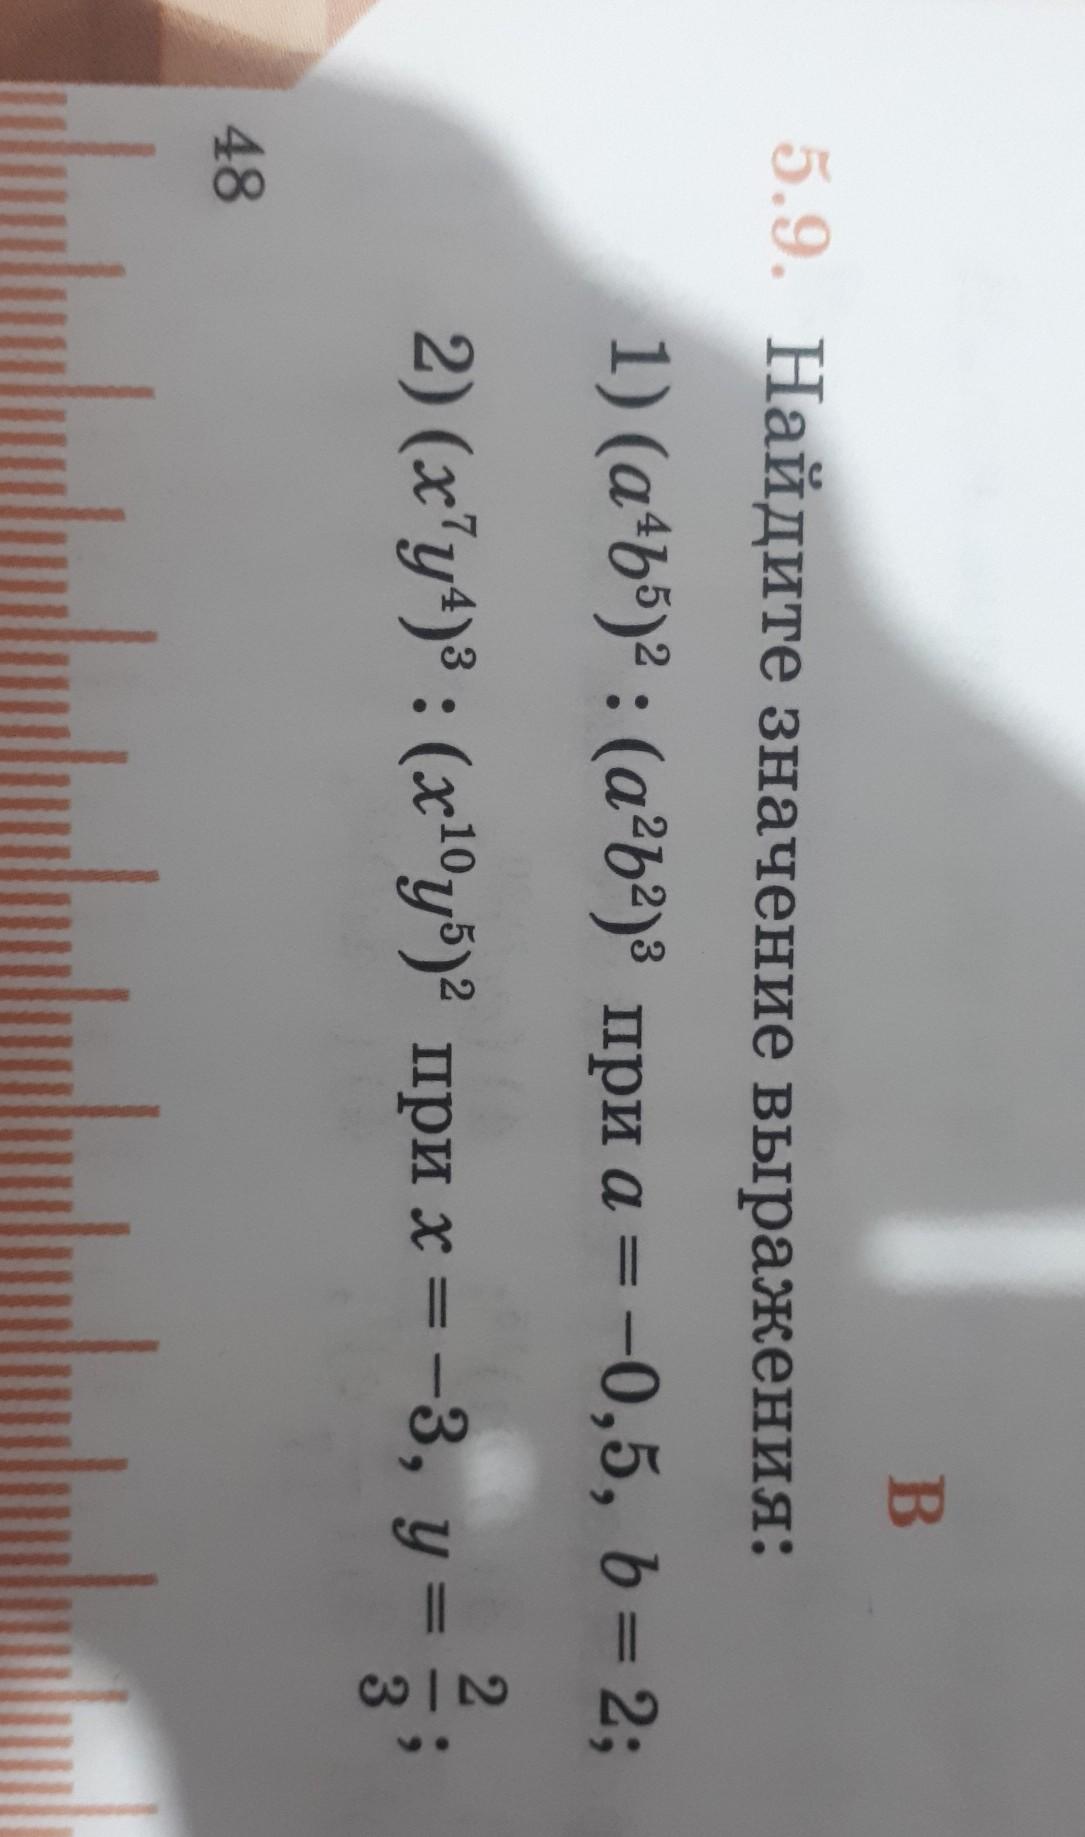 В
5.9. Найдите значение выражения:
1) (a⁴b⁵)² : (a²b²)³ при a = −0,5, b = 2;
2) (x⁷y⁴)³ : (x¹⁰y⁵)² при x = −3, y = 2/3;
48